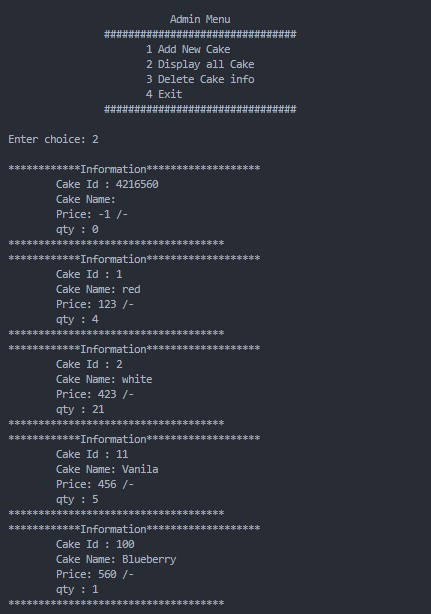 Admin Menu
################################
1 Add New Cake
2 Display all Cake
3 Delete Cake info
4 Exit
################################
Enter choice: 2
************Information*******************
Cake Id : 4216560
Cake Name:
Price: -1 /-
qty : 0
************************************
************Information*******************
Cake Id : 1
Cake Name: red
Price: 123 /-
qty : 4
************************************
************Information*******************
Cake Id : 2
Cake Name: white
Price: 423 /-
qty : 21
************************************
************Information*******************
Cake Id : 11
Cake Name: Vanila
Price: 456 /-
qty : 5
************************************
************Information*******************
Cake Id : 100
Cake Name: Blueberry
Price: 560 /-
qty : 1
************************************